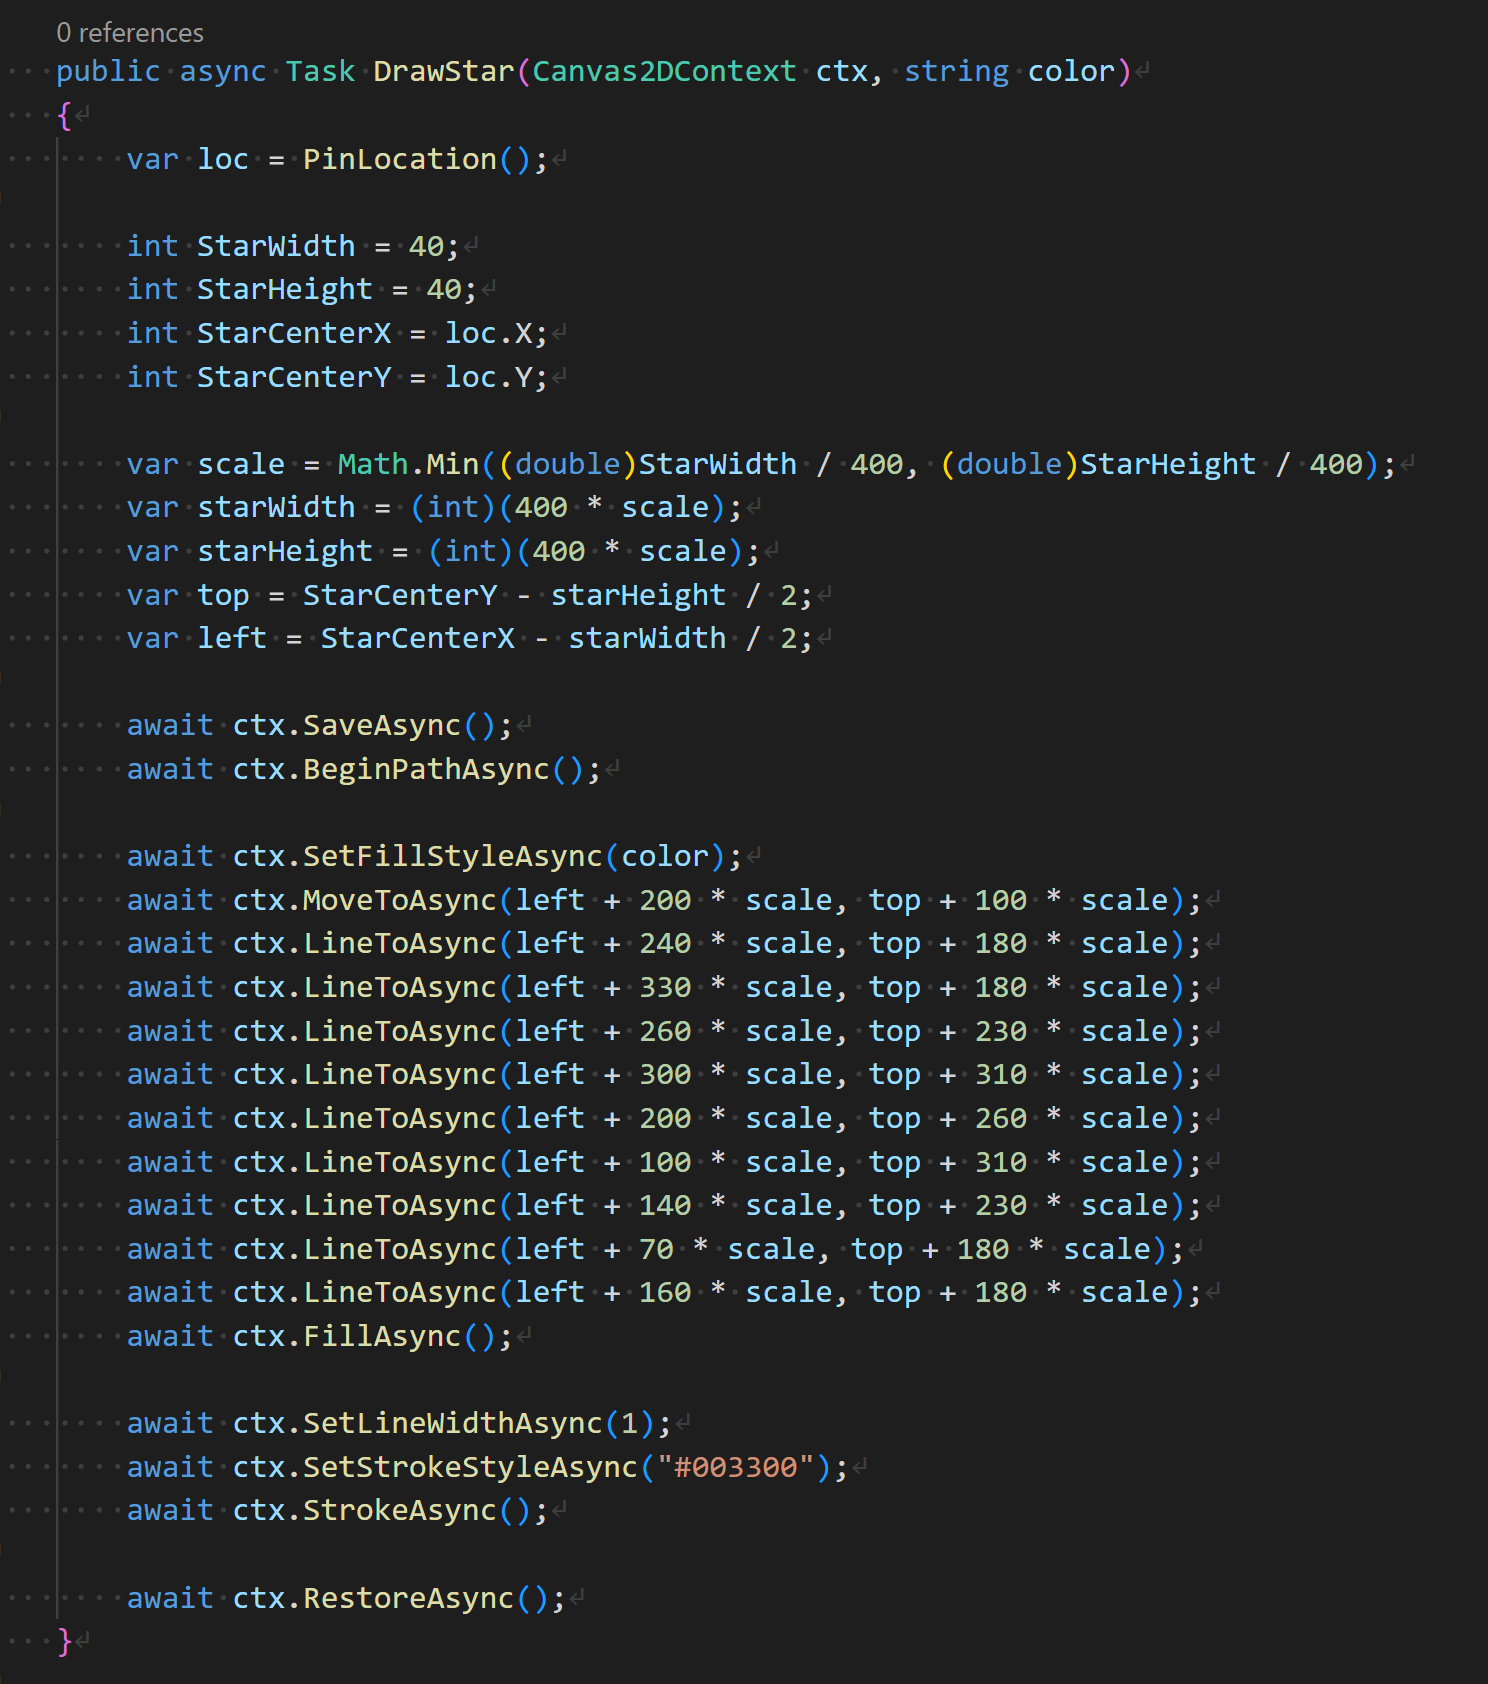 0 references
public async Task DrawStar(Canvas2DContext ctx, string color)
{
var loc = PinLocation();
int StarWidth = 40;
int StarHeight = 40;
int StarCenterX = loc.X;
int StarCenterY = loc.Y;
var scale = Math.Min((double)StarWidth / 400, (double)StarHeight / 400);
var starWidth = (int)(400 * scale);
var starHeight = (int)(400 * scale);
var top = StarCenterY - starHeight / 2;
var left = StarCenterX - starWidth / 2;
await ctx.SaveAsync();
await ctx.BeginPathAsync();
await ctx.SetFillStyleAsync(color);
await ctx.MoveToAsync(left + 200 * scale, top + 100 * scale);
await ctx.LineToAsync(left + 240 * scale, top + 180 * scale);
await ctx.LineToAsync(left + 330 * scale, top + 180 * scale);
await ctx.LineToAsync(left + 260 * scale, top + 230 * scale);
await ctx.LineToAsync(left + 300 * scale, top + 310 * scale);
await ctx.LineToAsync(left + 200 * scale, top + 260 * scale);
await ctx.LineToAsync(left + 100 * scale, top + 310 * scale);
await ctx.LineToAsync(left + 140 * scale, top + 230 * scale);
await ctx.LineToAsync(left + 70 * scale, top + 180 * scale);
await ctx.LineToAsync(left + 160 * scale, top + 180 * scale);
await ctx.FillAsync();
await ctx.SetLineWidthAsync(1);
await ctx.SetStrokeStyleAsync("#003300");
await ctx.StrokeAsync();
await ctx.RestoreAsync();
}